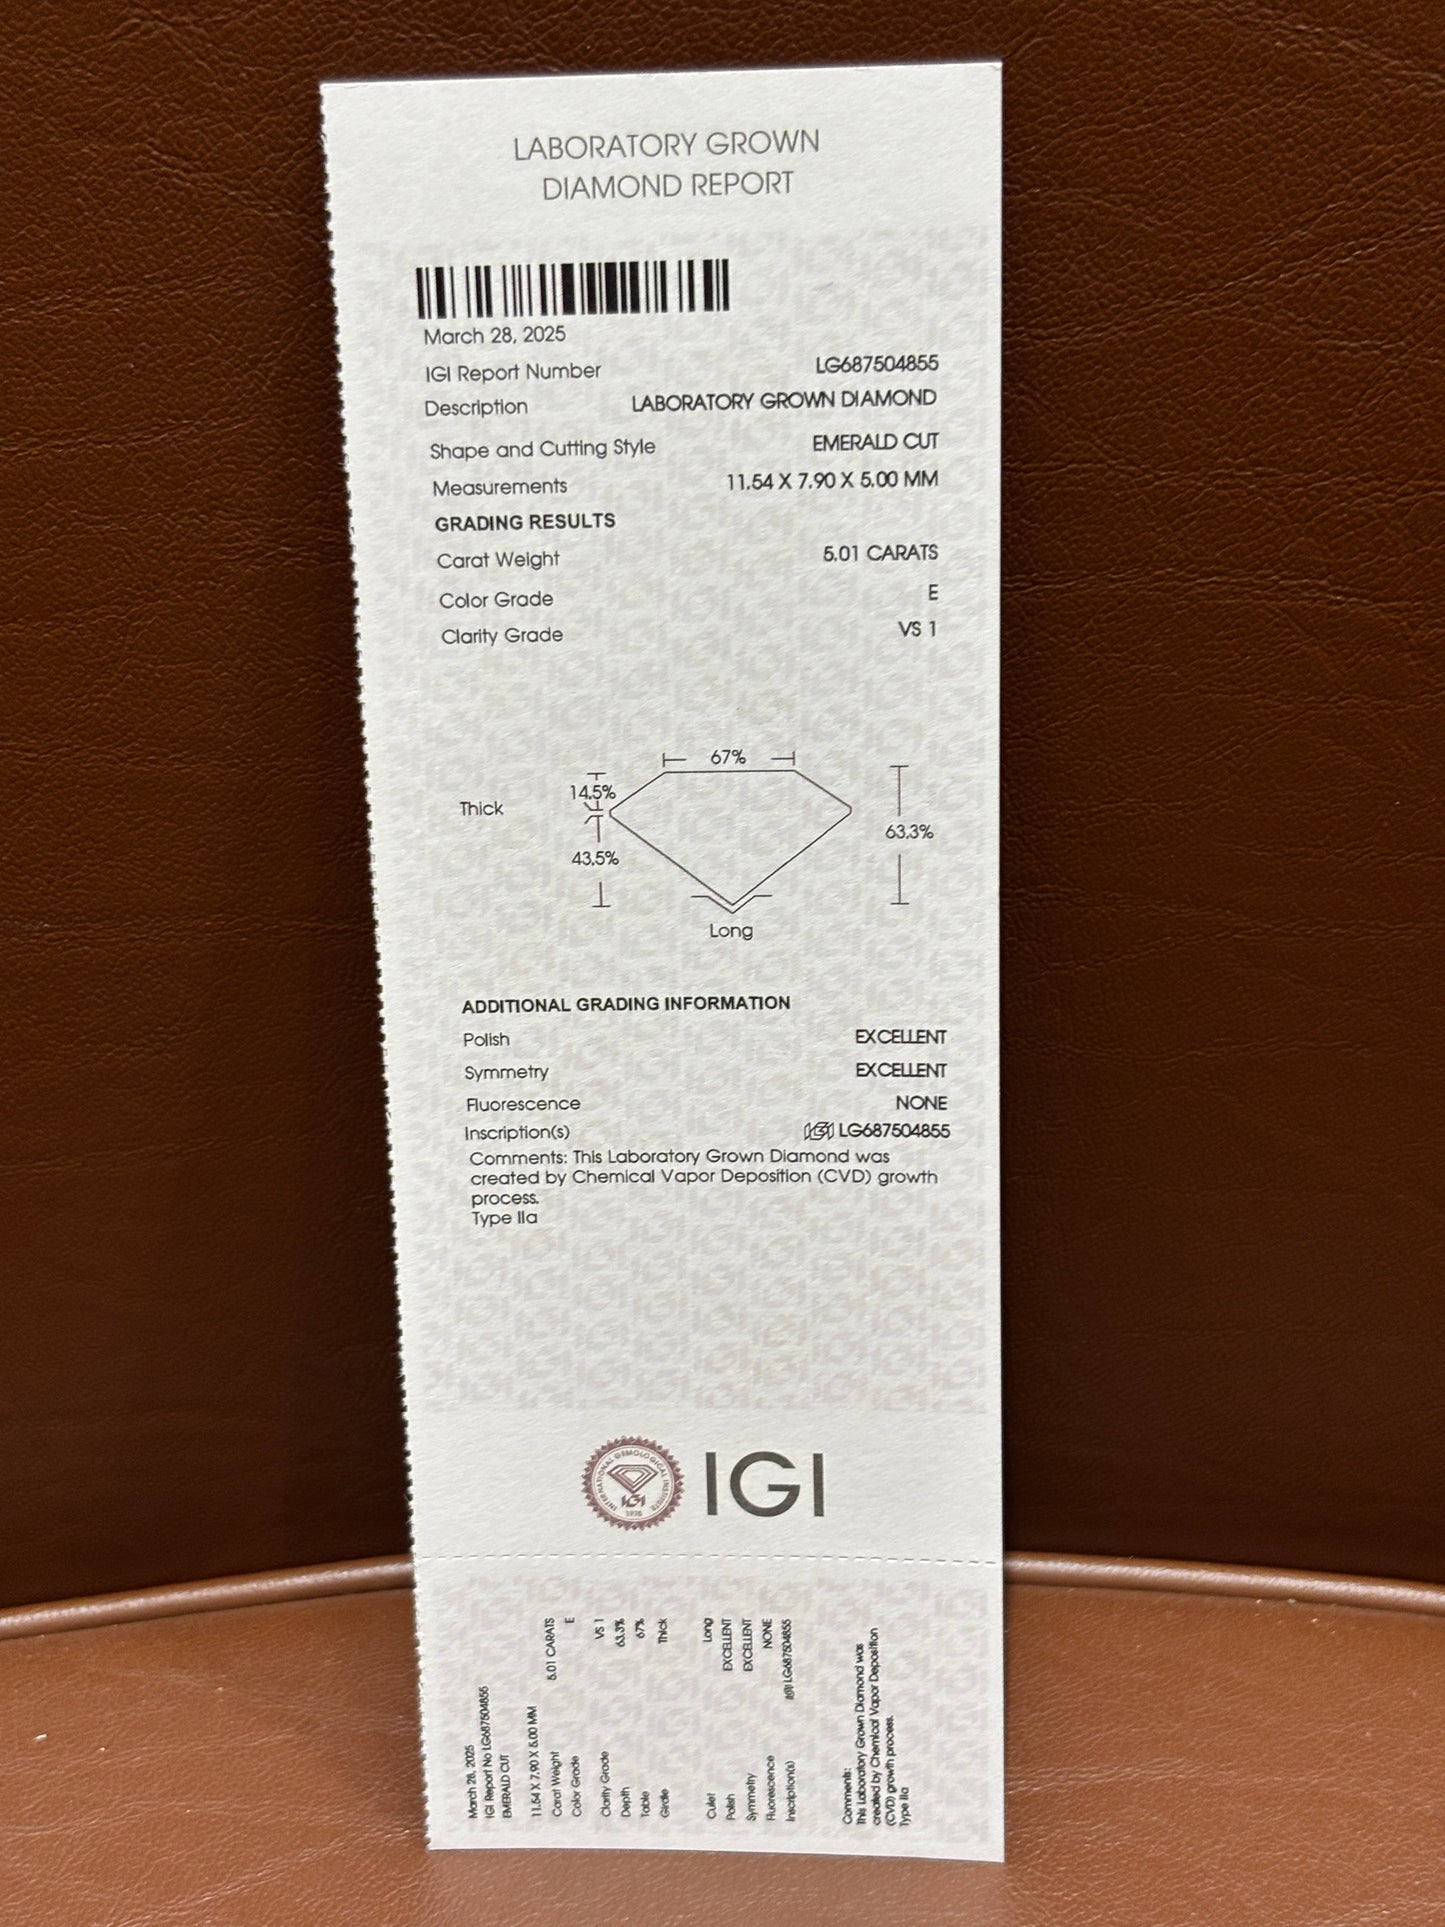 LABORATORY GROWN
DIAMOND REPORT
March 28, 2025
IGI Report Number LG687504855
Description LABORATORY GROWN DIAMOND
Shape and Cutting Style EMERALD CUT
Measurements 11.54 X 7.90 X 5.00 MM
GRADING RESULTS
Carat Weight 5.01 CARATS
Color Grade E
Clarity Grade VS 1
67%
14.5%
Thick
63.3%
43.5%
Long
ADDITIONAL GRADING INFORMATION
Polish EXCELLENT
Symmetry EXCELLENT
Fluorescence NONE
Inscription(s) IGI LG687504855
Comments: This Laboratory Grown Diamond was
created by Chemical Vapor Deposition (CVD) growth
process.
Type IIa
INTERNATIONAL GEMOLOGICAL INSTITUTE
IGI
1975
IGI
March 28, 2025
IGI Report No LG687504855
EMERALD CUT
11.54 X 7.90 X 5.00 MM
Carat Weight 5.01 CARATS
Color Grade E
Clarity Grade VS 1
Depth 63.3%
Table 67%
Girdle Thick
Culet Long
Polish EXCELLENT
Symmetry EXCELLENT
Fluorescence NONE
Inscription(s) IGI LG687504855
Comments:
This Laboratory Grown Diamond was
created by Chemical Vapor Deposition
(CVD) growth process.
Type IIa